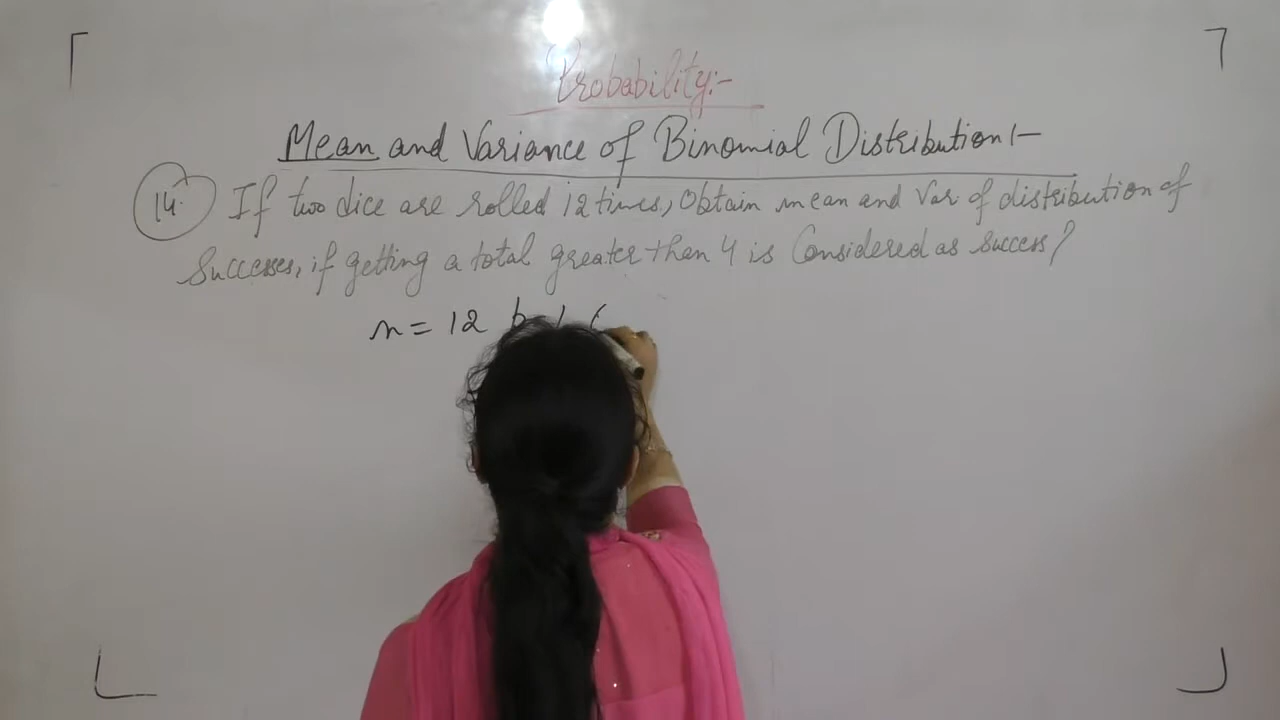 Probability:-
Mean and Variance of Binomial Distribution:-
14. If two dice are rolled 12 times, Obtain mean and Var of distribution of
Successes, if getting a total greater than 4 is Considered as success?
n = 12